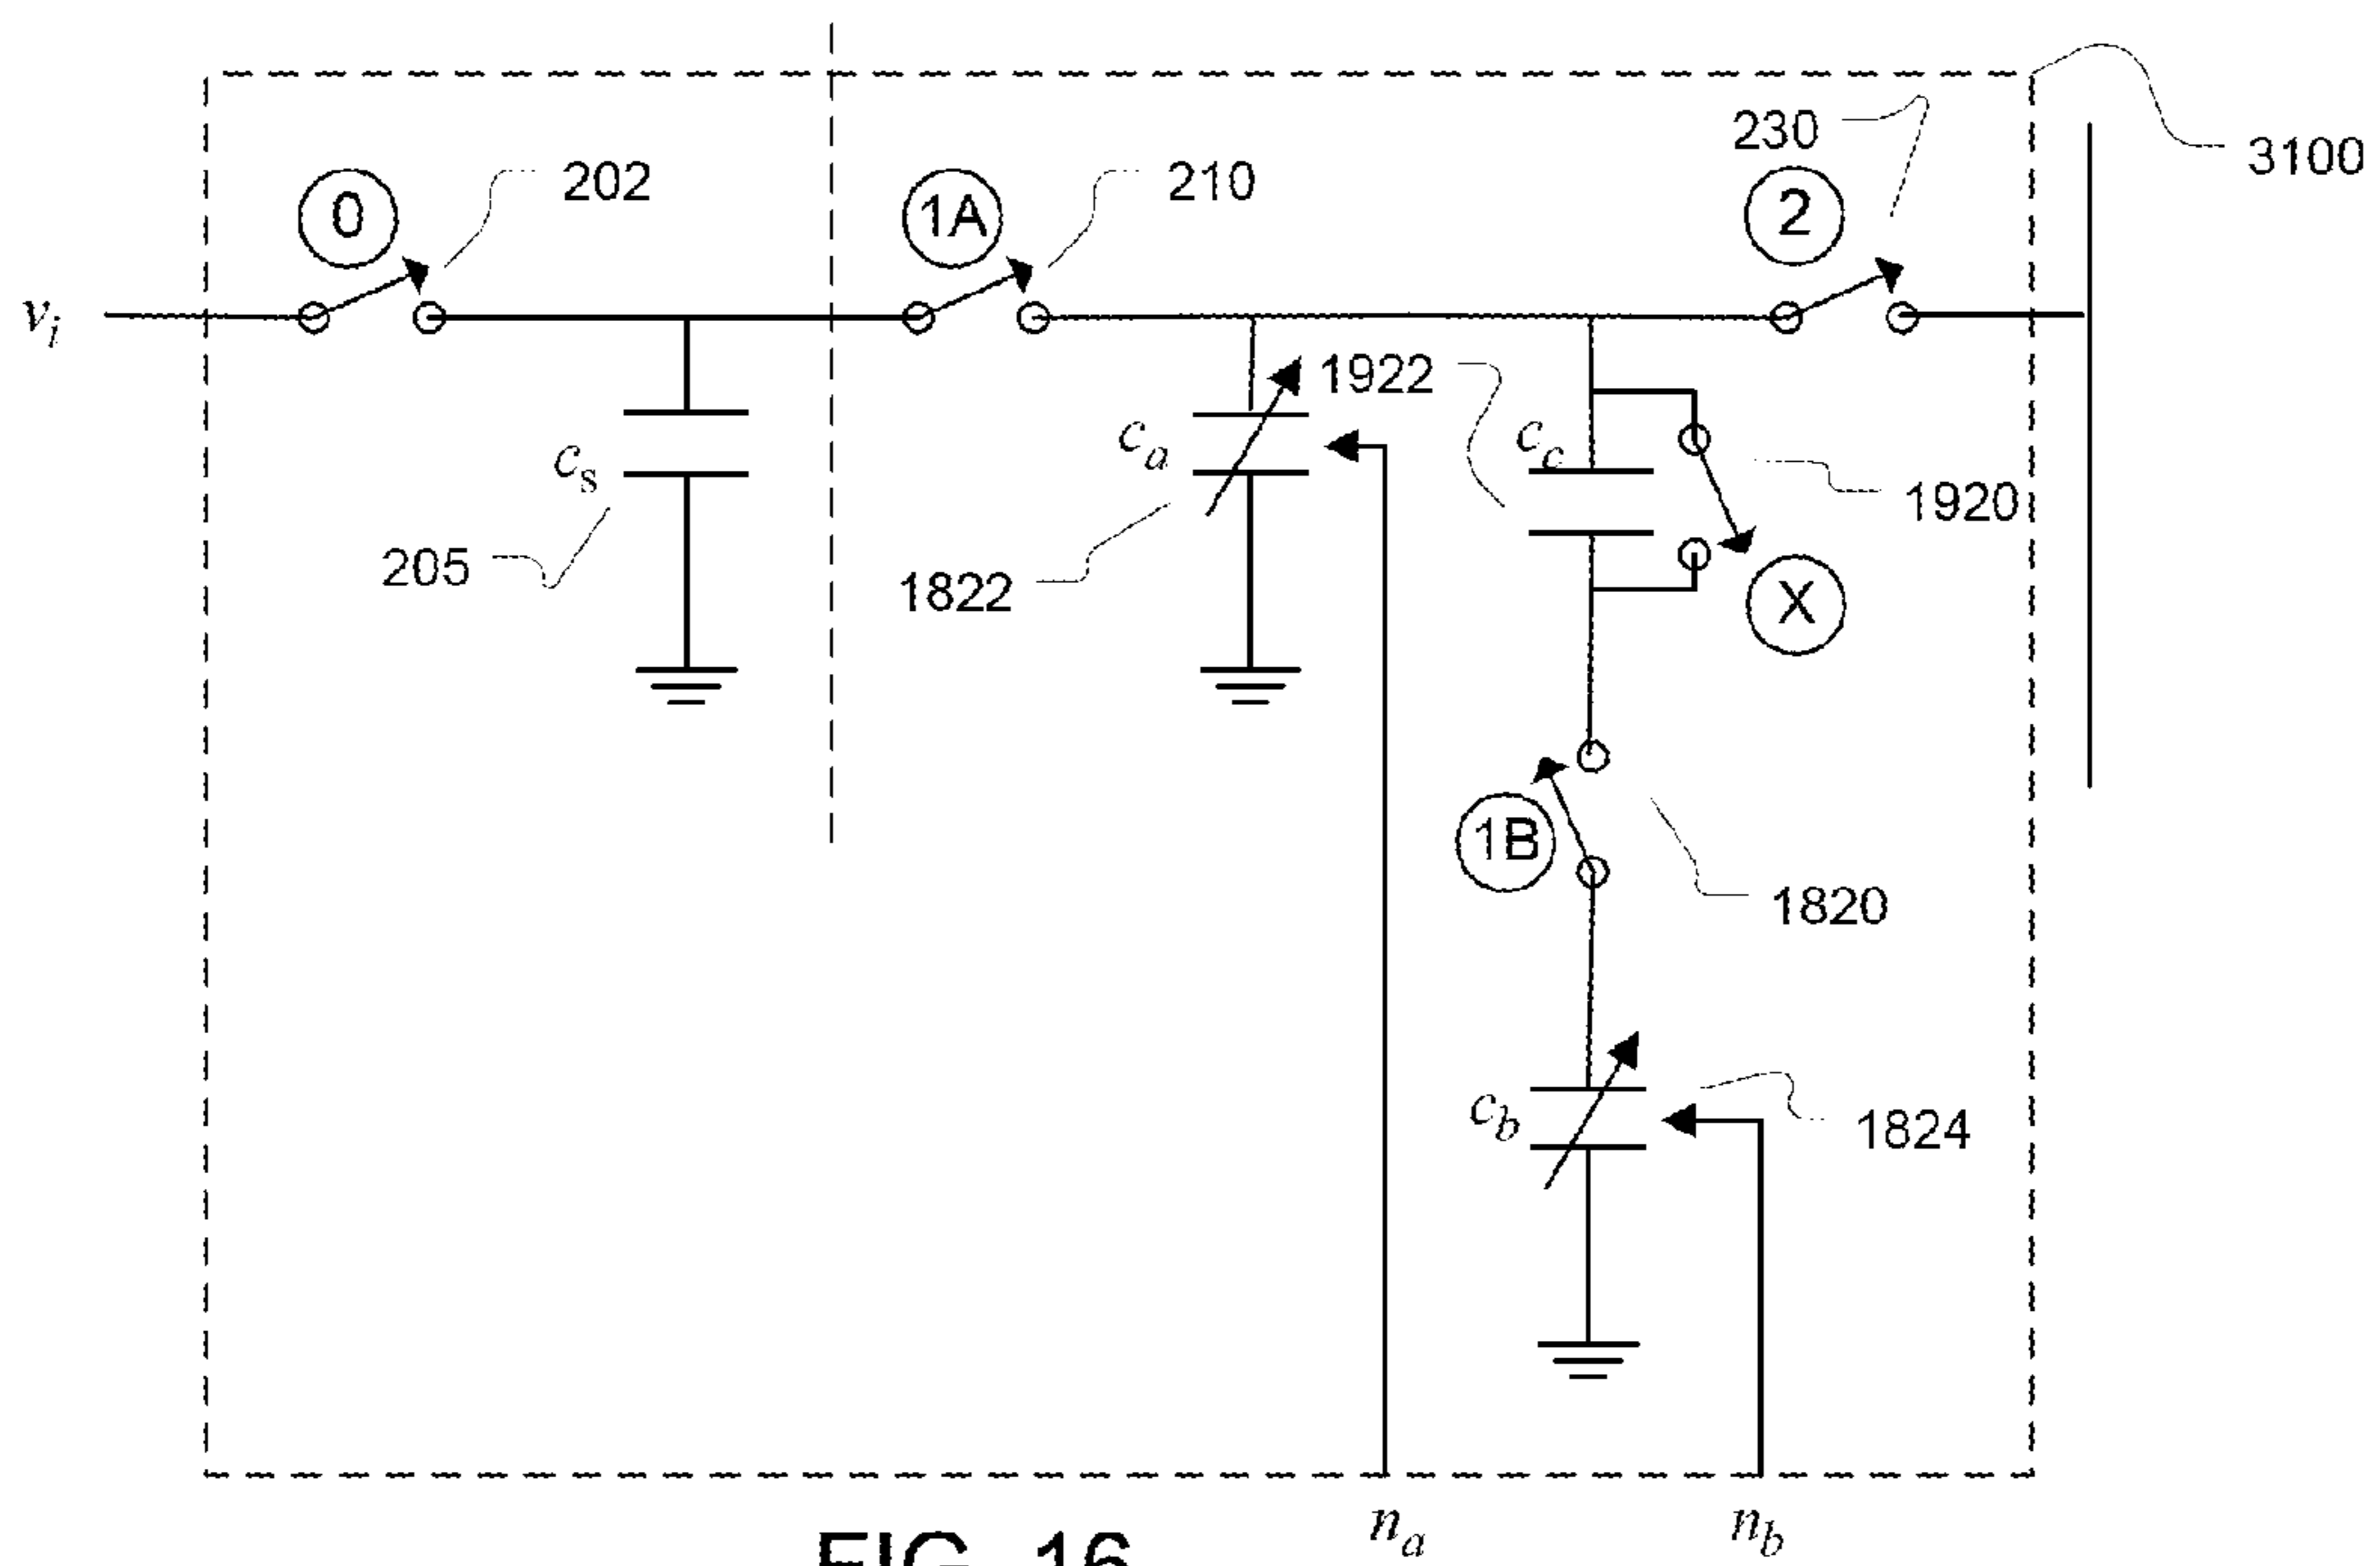 230
3100
202
210
0
1A
2
v_i
1922
c_a
c_c
c_s
1920
205
1822
X
1B
1820
c_b
1824
n_a
n_b
FIG. 16